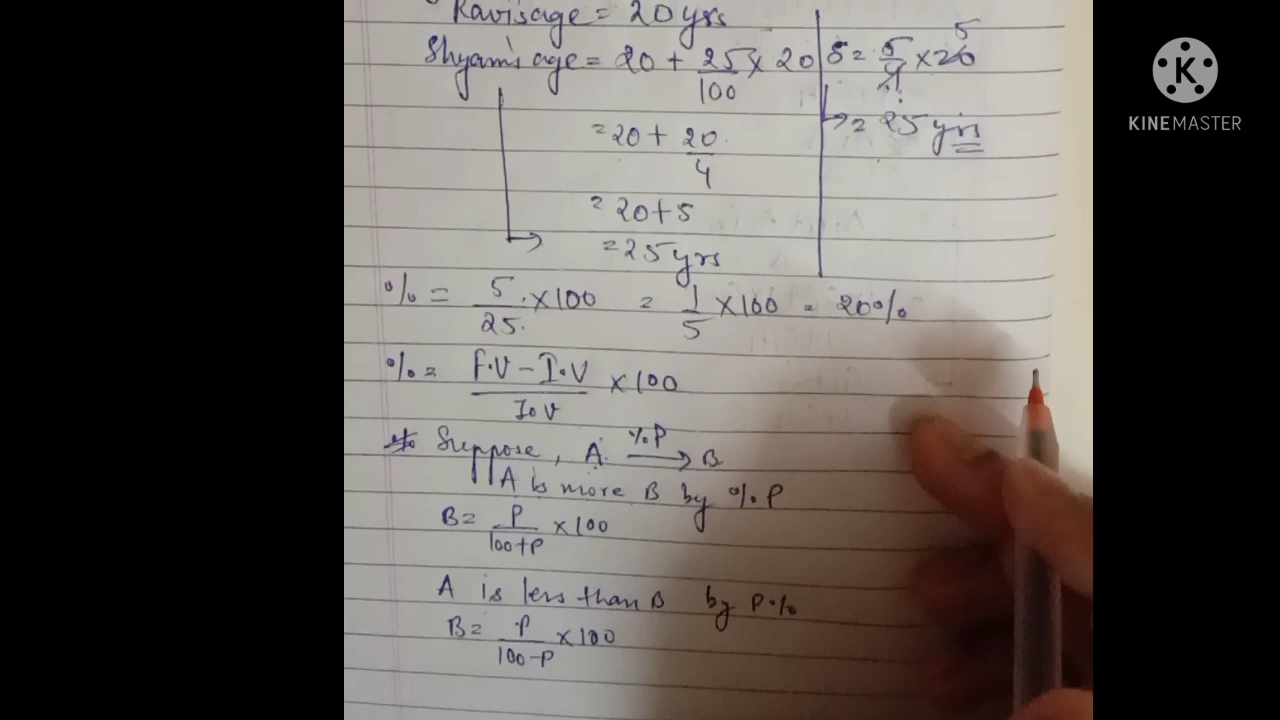 Ravi's age = 20 yrs
Shyam's age = 20 + 25/100 × 20
= 20 + 20/4
= 20+5
= 25 yrs
S = 5/4 × 20 5
= 25 yrs
% = 5/25 × 100 = 1/5 × 100 = 20%
% = F.V - I.V / I.V × 100
Suppose, A %P → B
A is more B by % P
B = P/100+P × 100
A is less than B by P%
B = P/100-P × 100
K
KINEMASTER